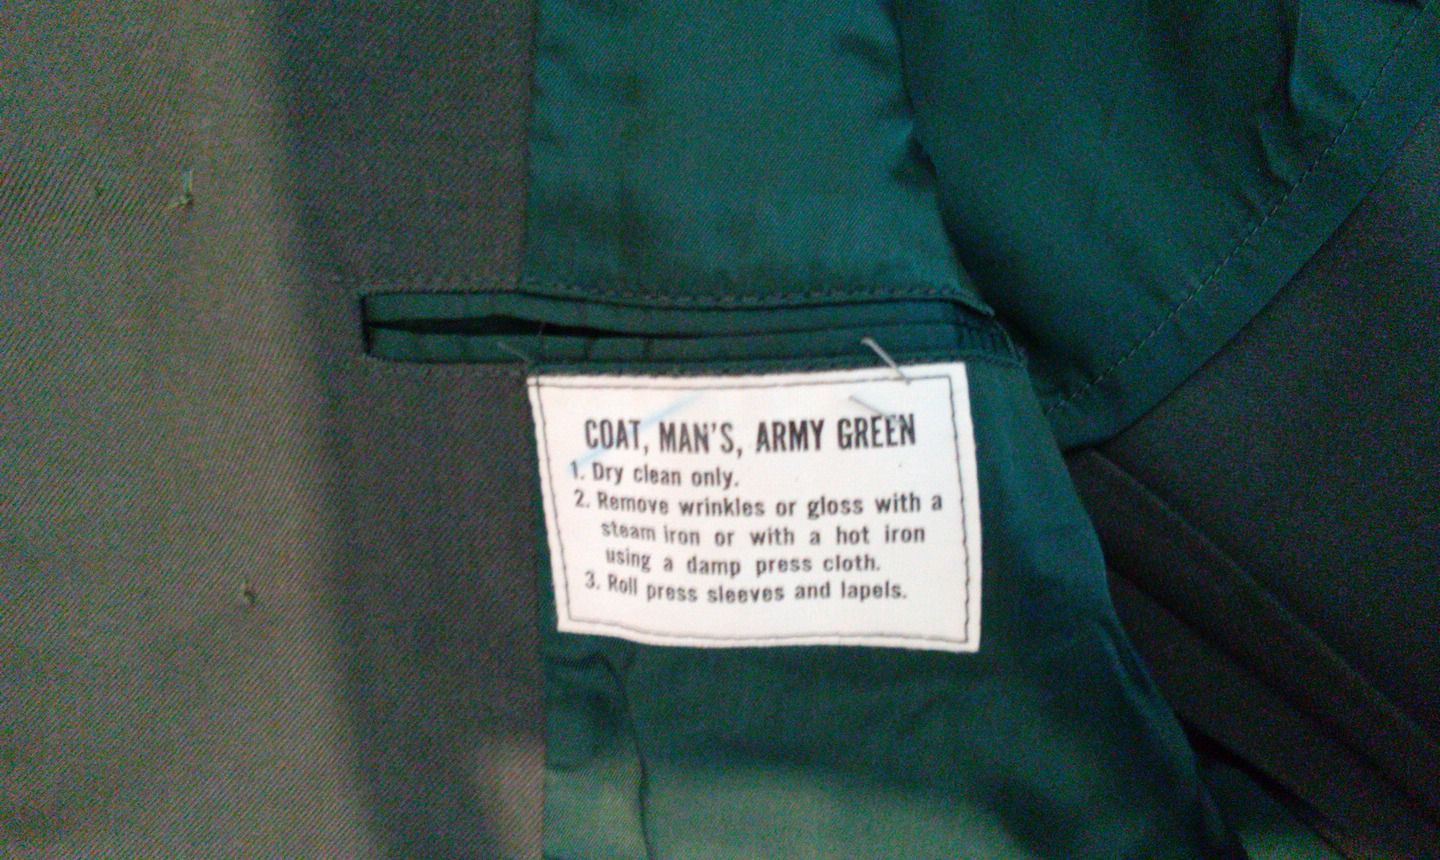 COAT, MAN'S, ARMY GREEN
1. Dry clean only.
2. Remove wrinkles or gloss with a
steam iron or with a hot iron
using a damp press cloth.
3. Roll press sleeves and lapels.